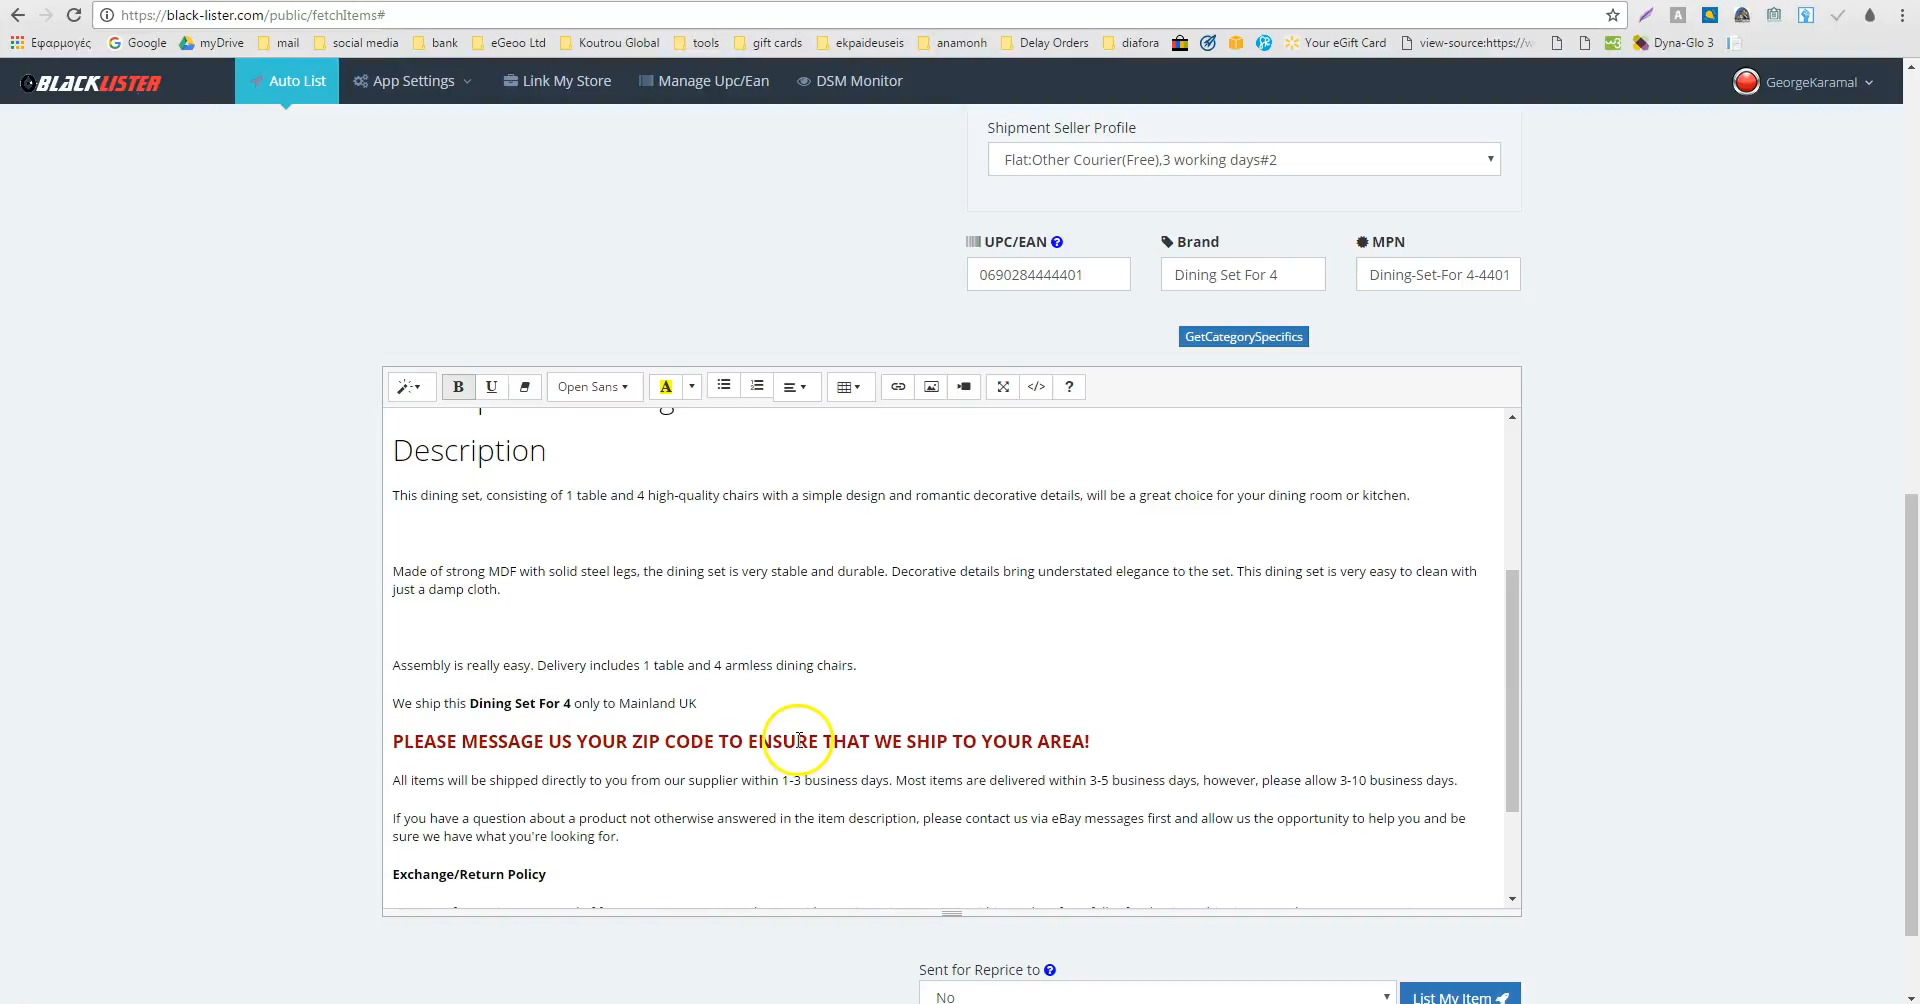 https://black-lister.com/public/fetchItems#
Εφαρμογές Google myDrive mail social media bank eGeoo Ltd Koutrou Global tools gift cards ekpaideuseis anamonh Delay Orders diafora Your eGift Card view-source:https://w Dyna-Glo 3
BLACKLISTER Auto List App Settings Link My Store Manage Upc/Ean DSM Monitor GeorgeKaramal
Shipment Seller Profile
Flat:Other Courier(Free),3 working days#2
UPC/EAN ? Brand MPN
0690284444401 Dining Set For 4 Dining-Set-For 4-4401
GetCategorySpecifics
B U Open Sans A </> ?
Description
This dining set, consisting of 1 table and 4 high-quality chairs with a simple design and romantic decorative details, will be a great choice for your dining room or kitchen.
Made of strong MDF with solid steel legs, the dining set is very stable and durable. Decorative details bring understated elegance to the set. This dining set is very easy to clean with
just a damp cloth.
Assembly is really easy. Delivery includes 1 table and 4 armless dining chairs.
We ship this Dining Set For 4 only to Mainland UK
PLEASE MESSAGE US YOUR ZIP CODE TO ENSURE THAT WE SHIP TO YOUR AREA!
All items will be shipped directly to you from our supplier within 1-3 business days. Most items are delivered within 3-5 business days, however, please allow 3-10 business days.
If you have a question about a product not otherwise answered in the item description, please contact us via eBay messages first and allow us the opportunity to help you and be
sure we have what you're looking for.
Exchange/Return Policy
Sent for Reprice to ?
No List My Item